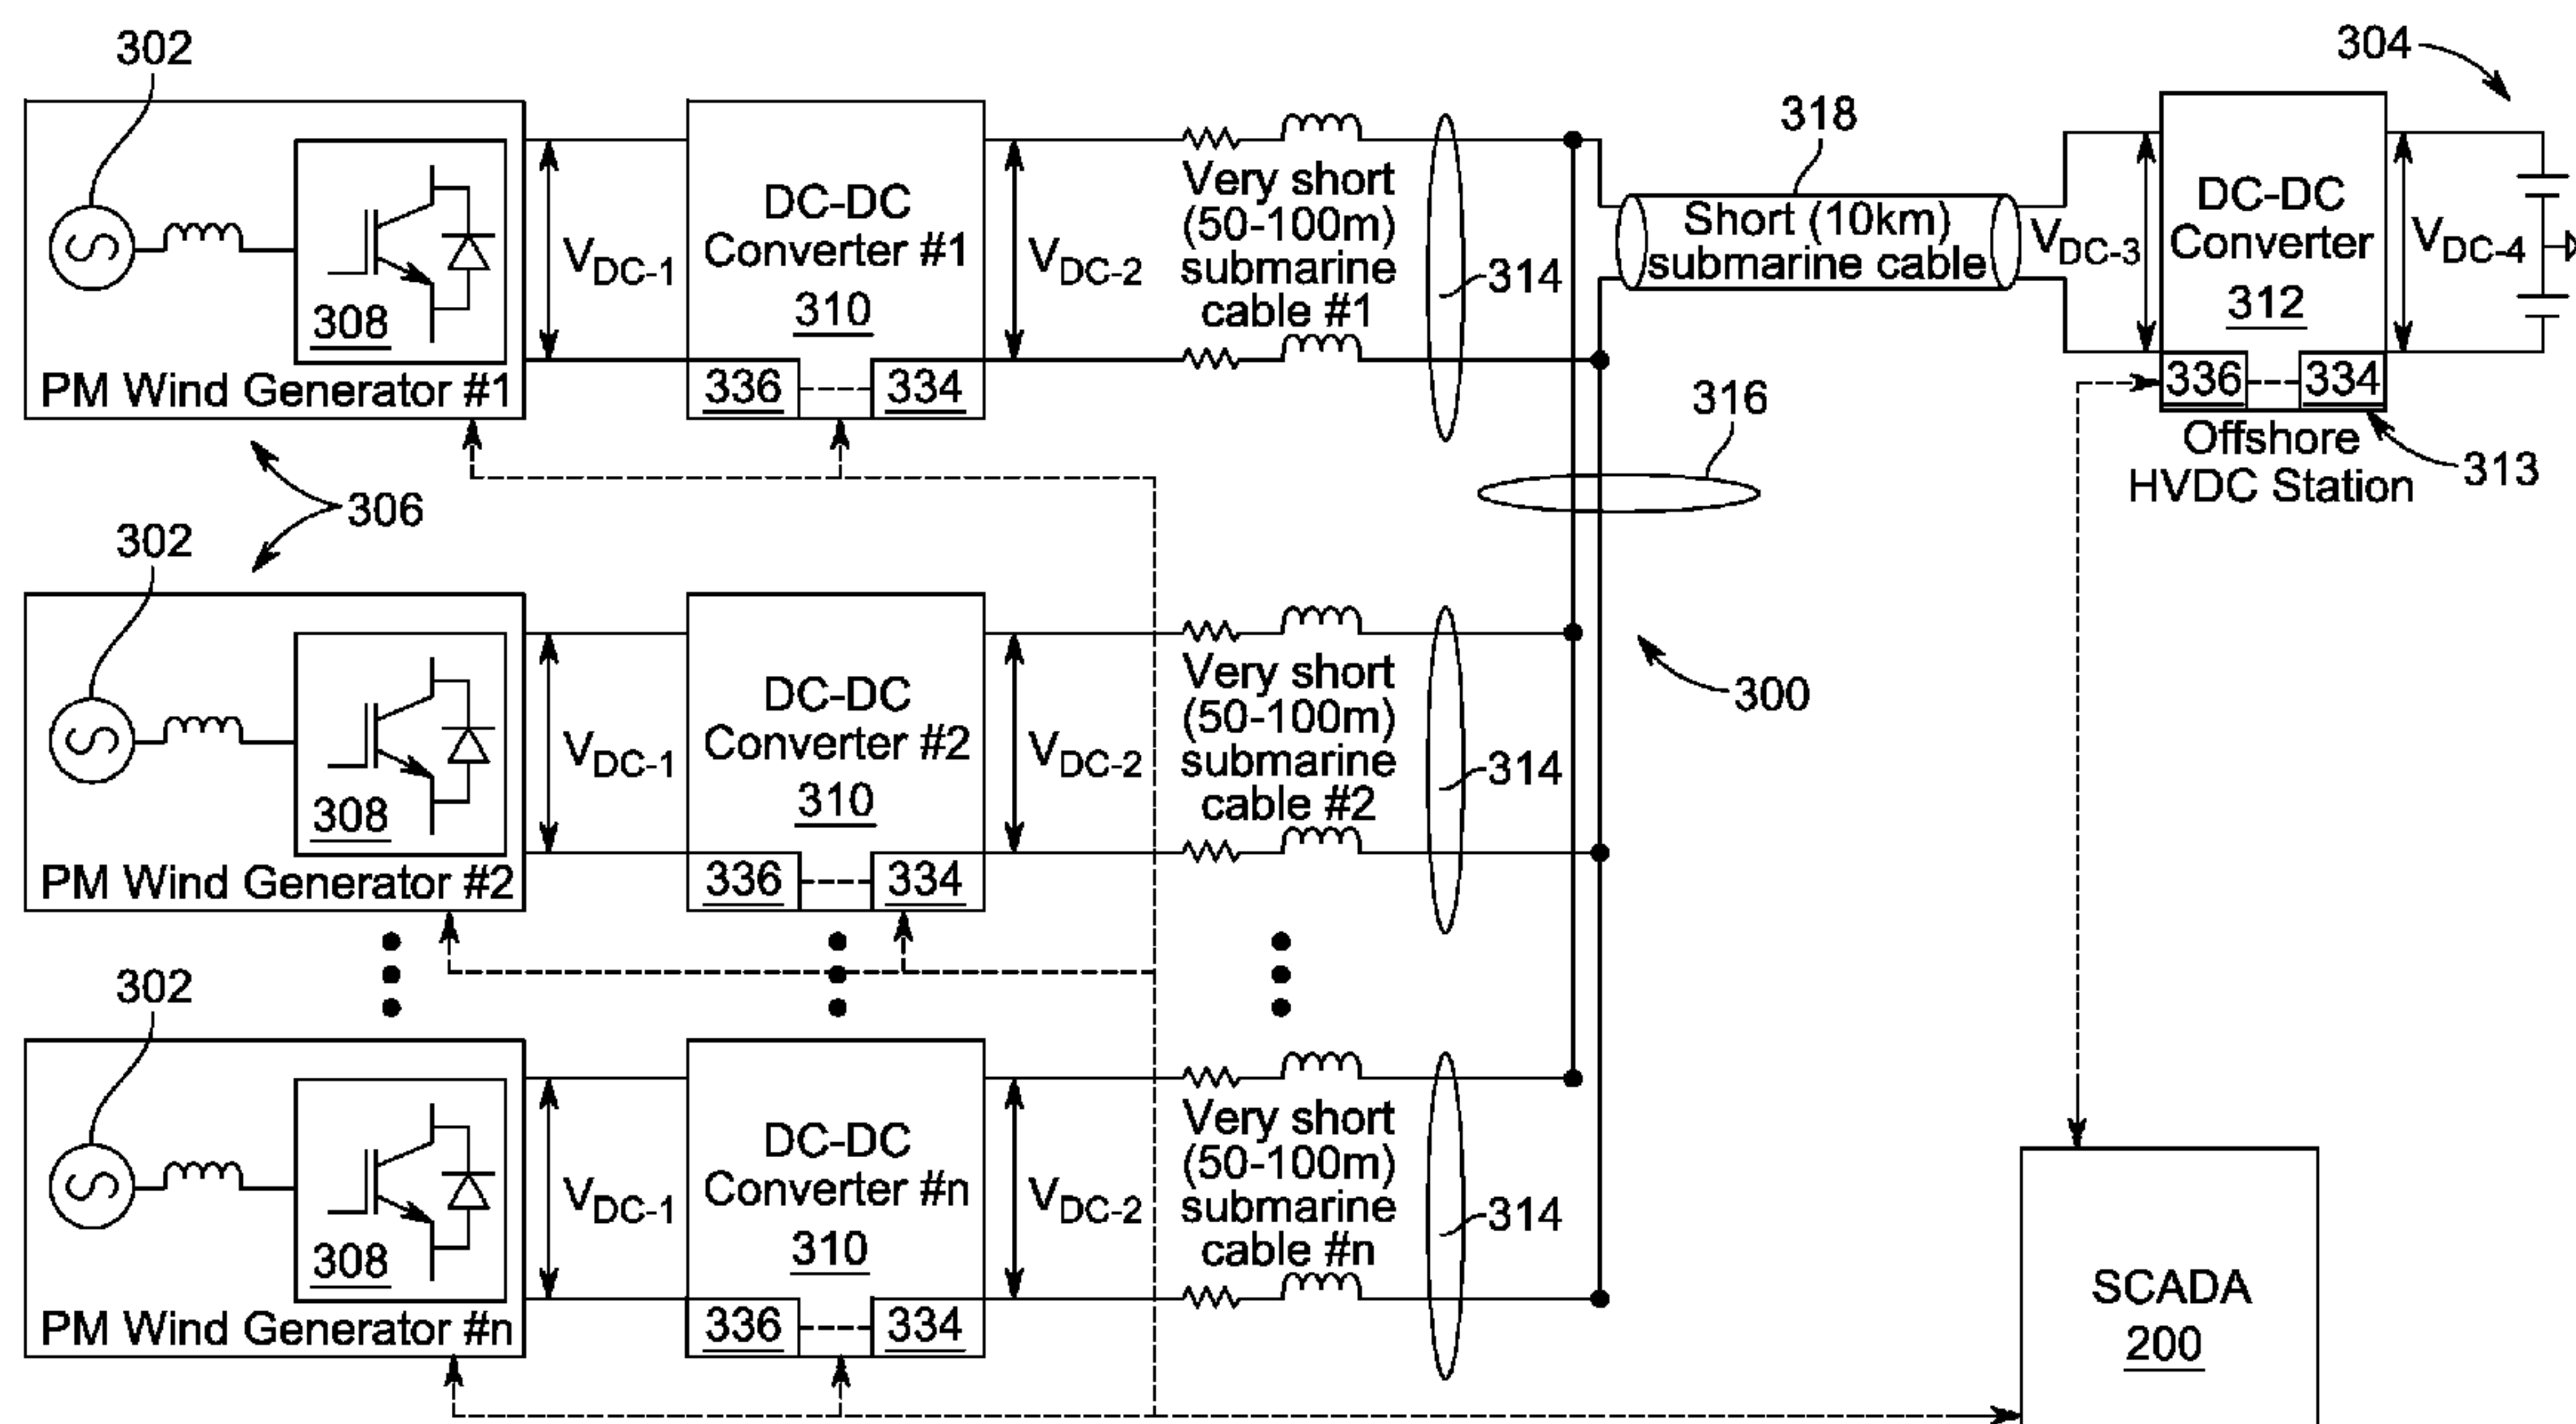 302
304
318
Very short
(50-100m)
submarine
cable #1
DC-DC
Converter #1
310
V_DC-1
V_DC-2
308
PM Wind Generator #1
336
334
314
Short (10km)
submarine cable
V_DC-3
DC-DC
Converter
312
V_DC-4
336
334
Offshore
HVDC Station
313
316
306
302
Very short
(50-100m)
submarine
cable #2
DC-DC
Converter #2
310
V_DC-1
V_DC-2
308
PM Wind Generator #2
336
334
314
300
302
Very short
(50-100m)
submarine
cable #n
DC-DC
Converter #n
310
V_DC-1
V_DC-2
308
PM Wind Generator #n
336
334
314
SCADA
200